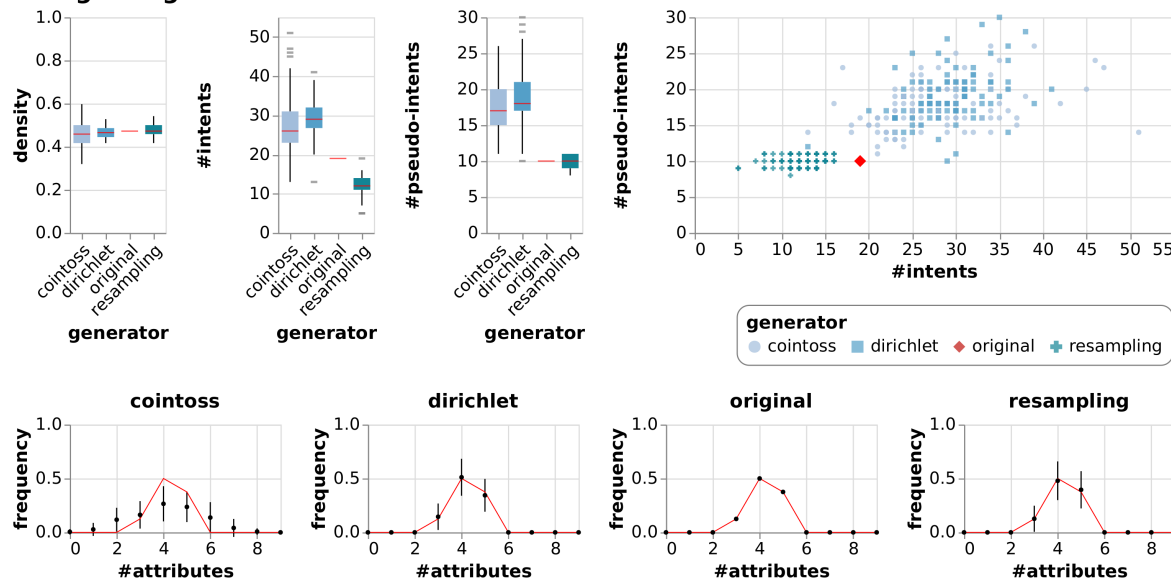 1.0
0.8
0.6
0.4
0.2
0.0
density
cointoss
dirichlet
original
resampling
generator
50
40
30
20
10
0
#intents
cointoss
dirichlet
original
resampling
generator
30
25
20
15
10
5
0
#pseudo-intents
cointoss
dirichlet
original
resampling
generator
30
25
20
15
10
5
0
#pseudo-intents
0 5 10 15 20 25 30 35 40 45 50 55
#intents
generator
cointoss dirichlet original resampling
cointoss
1.0
0.5
0.0
frequency
0 2 4 6 8
#attributes
dirichlet
1.0
0.5
0.0
frequency
0 2 4 6 8
#attributes
original
1.0
0.5
0.0
frequency
0 2 4 6 8
#attributes
resampling
1.0
0.5
0.0
frequency
0 2 4 6 8
#attributes